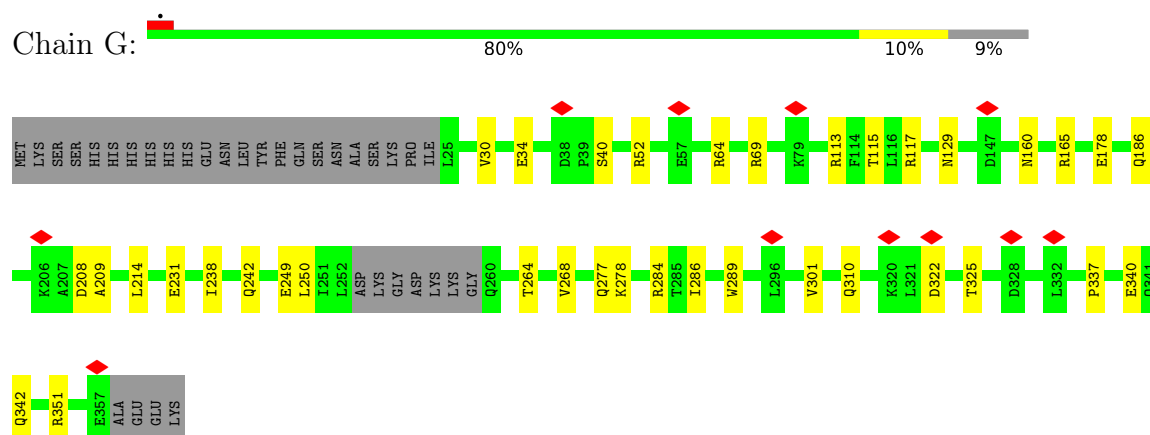 Chain G: 80% 10% 9%
MET LYS SER SER HIS HIS HIS HIS HIS HIS GLU ASN LEU TYR PHE GLN SER ASN ALA SER LYS PRO ILE L25 V30 E34 D38 P39 S40 R52 E57 R64 R69 K79 R113 F114 T115 L116 R117 N129 D147 N160 R165 E178 Q186
K206 A207 D208 A209 L214 E231 I238 Q242 E249 L250 I251 L252 ASP LYS GLY ASP LYS LYS GLY Q260 T264 V268 Q277 K278 R284 T285 I286 W289 L296 V301 Q310 K320 L321 D322 T325 D328 L332 P337 E340 Q341
Q342 R351 E357 ALA GLU GLU LYS